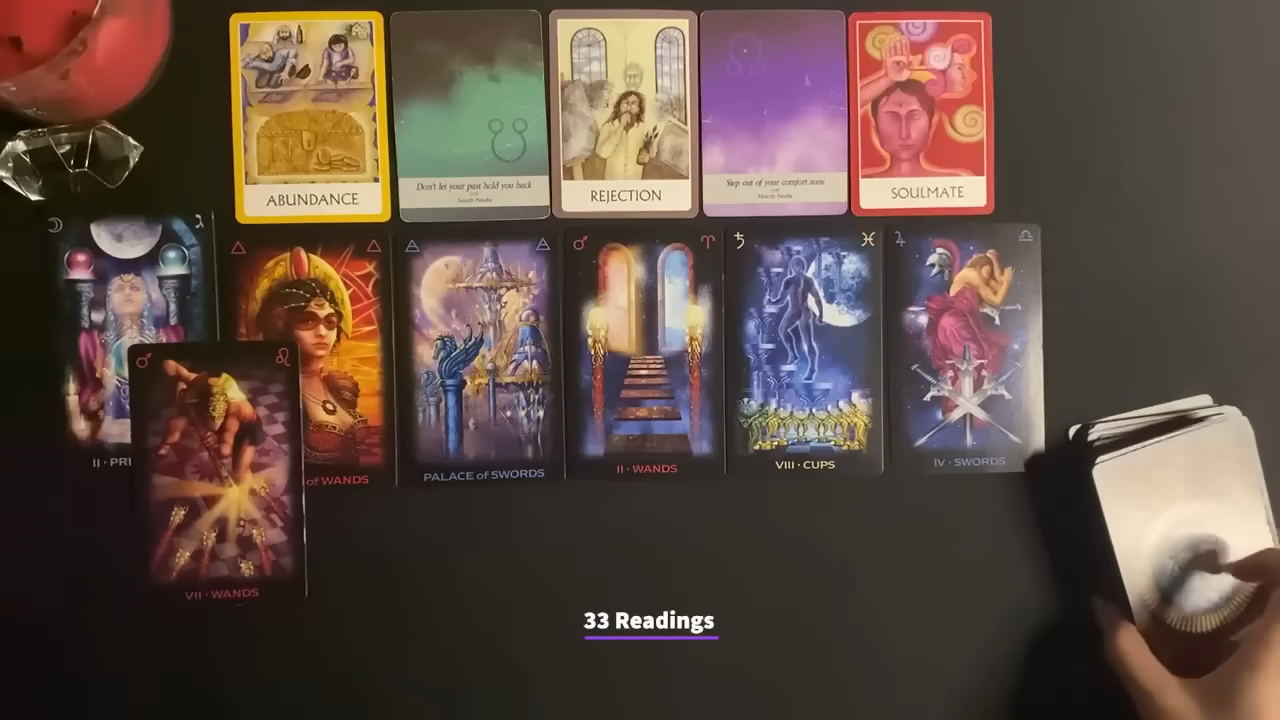 ABUNDANCE
Don't let your past hold you back
South Node
REJECTION
Step out of your comfort zone
North Node
SOULMATE
II · PRI
of WANDS
PALACE of SWORDS
II · WANDS
VIII · CUPS
IV · SWORDS
VII · WANDS
33 Readings